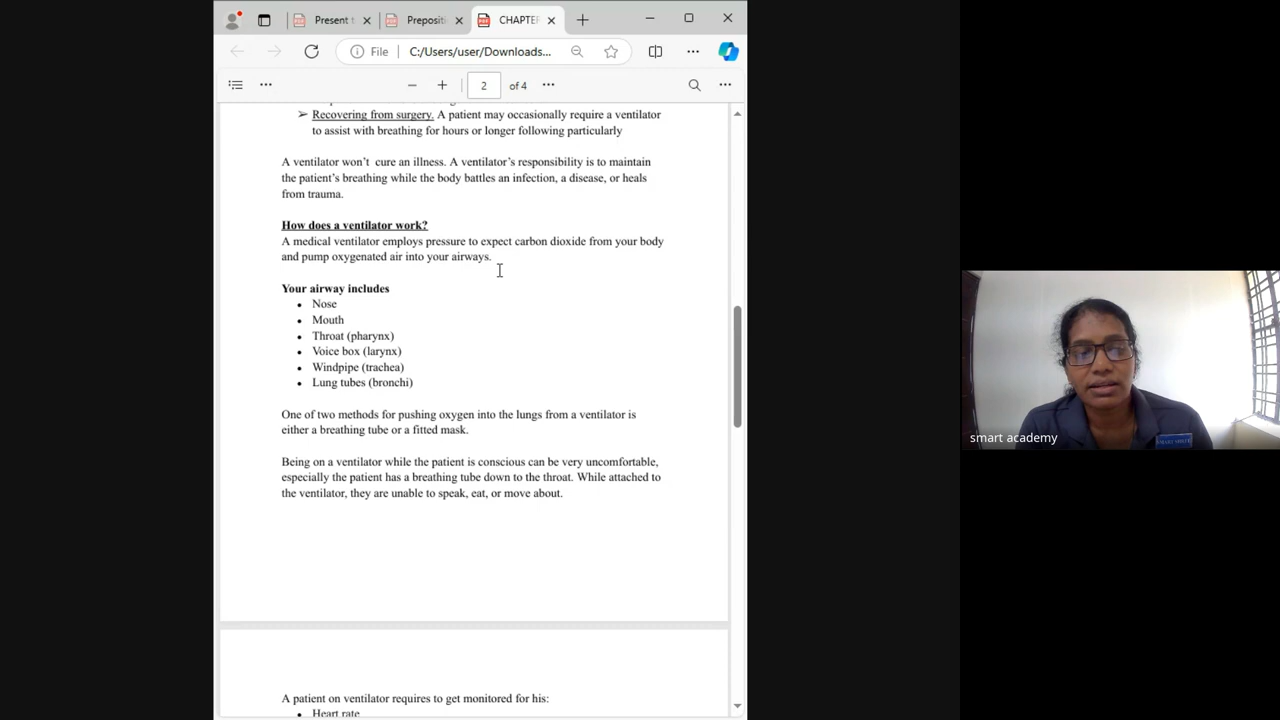 Present t
Prepositi
CHAPTER
File
C:/Users/user/Downloads...
2
of 4
➢ Recovering from surgery. A patient may occasionally require a ventilator
to assist with breathing for hours or longer following particularly
A ventilator won’t cure an illness. A ventilator’s responsibility is to maintain
the patient’s breathing while the body battles an infection, a disease, or heals
from trauma.
How does a ventilator work?
A medical ventilator employs pressure to expect carbon dioxide from your body
and pump oxygenated air into your airways.
Your airway includes
• Nose
• Mouth
• Throat (pharynx)
• Voice box (larynx)
• Windpipe (trachea)
• Lung tubes (bronchi)
One of two methods for pushing oxygen into the lungs from a ventilator is
either a breathing tube or a fitted mask.
Being on a ventilator while the patient is conscious can be very uncomfortable,
especially the patient has a breathing tube down to the throat. While attached to
the ventilator, they are unable to speak, eat, or move about.
A patient on ventilator requires to get monitored for his:
• Heart rate
smart academy